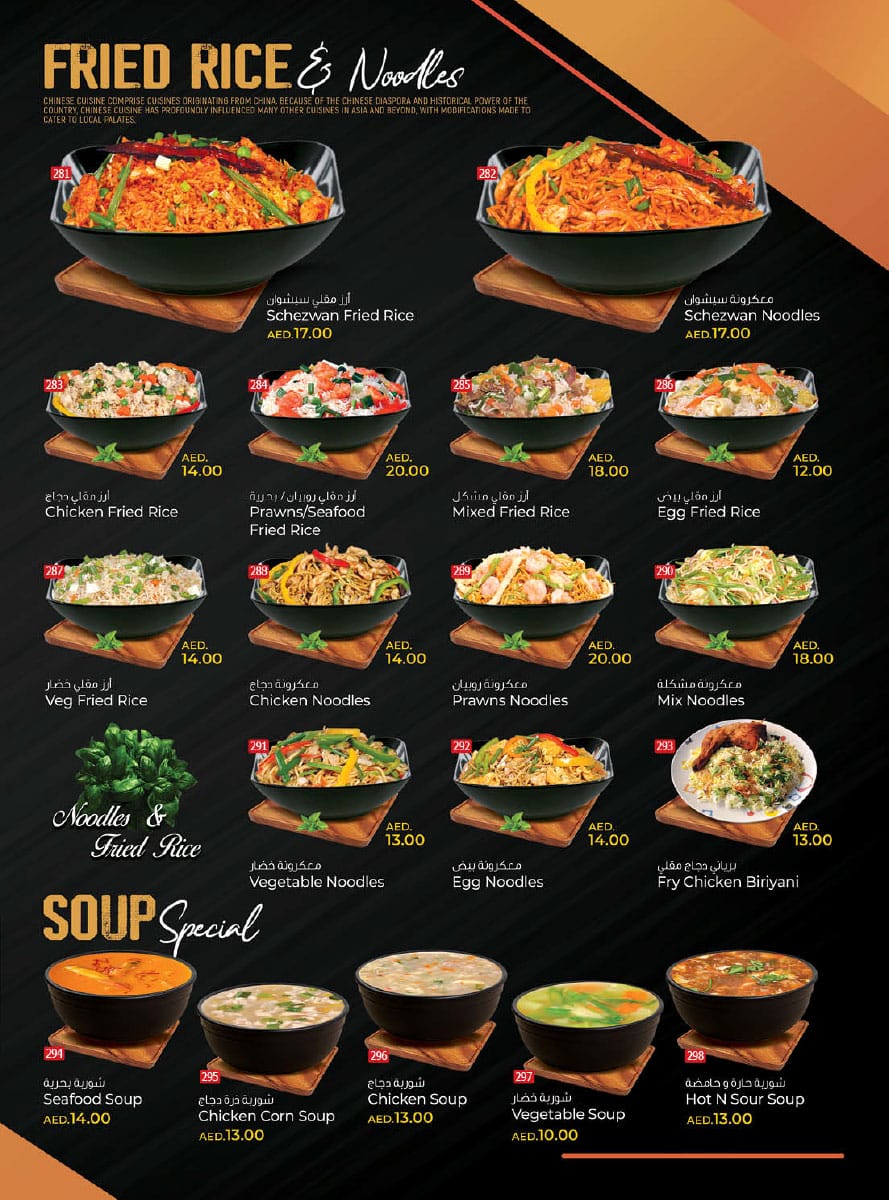 FRIED RICE & Noodles
CHINESE CUISINE COMPRISE CUISINES ORIGINATING FROM CHINA. BECAUSE OF THE CHINESE DIASPORA AND HISTORICAL POWER OF THE
COUNTRY, CHINESE CUISINE HAS PROFOUNDLY INFLUENCED MANY OTHER CUISINES IN ASIA AND BEYOND, WITH MODIFICATIONS MADE TO
CATER TO LOCAL PALATES.
281
أرز مقلي سيشوان
Schezwan Fried Rice
AED.17.00
282
معكرونة سيشوان
Schezwan Noodles
AED.17.00
283
AED.
14.00
أرز مقلي دجاج
Chicken Fried Rice
284
AED.
20.00
أرز مقلي روبيان/ بحرية
Prawns/Seafood
Fried Rice
285
AED.
18.00
أرز مقلي مشكل
Mixed Fried Rice
286
AED.
12.00
أرز مقلي بيض
Egg Fried Rice
287
AED.
14.00
أرز مقلي خضار
Veg Fried Rice
288
AED.
14.00
معكرونة دجاج
Chicken Noodles
289
AED.
20.00
معكرونة روبيان
Prawns Noodles
290
AED.
18.00
معكرونة مشكلة
Mix Noodles
Noodles &
Fried Rice
291
AED.
13.00
معكرونة خضار
Vegetable Noodles
292
AED.
14.00
معكرونة بيض
Egg Noodles
293
AED.
13.00
برياني دجاج مقلي
Fry Chicken Biriyani
SOUP Special
294
شوربة بحرية
Seafood Soup
AED.14.00
295
شوربة ذرة دجاج
Chicken Corn Soup
AED.13.00
296
شوربة دجاج
Chicken Soup
AED.13.00
297
شوربة خضار
Vegetable Soup
AED.10.00
298
شوربة حارة و حامضة
Hot N Sour Soup
AED.13.00